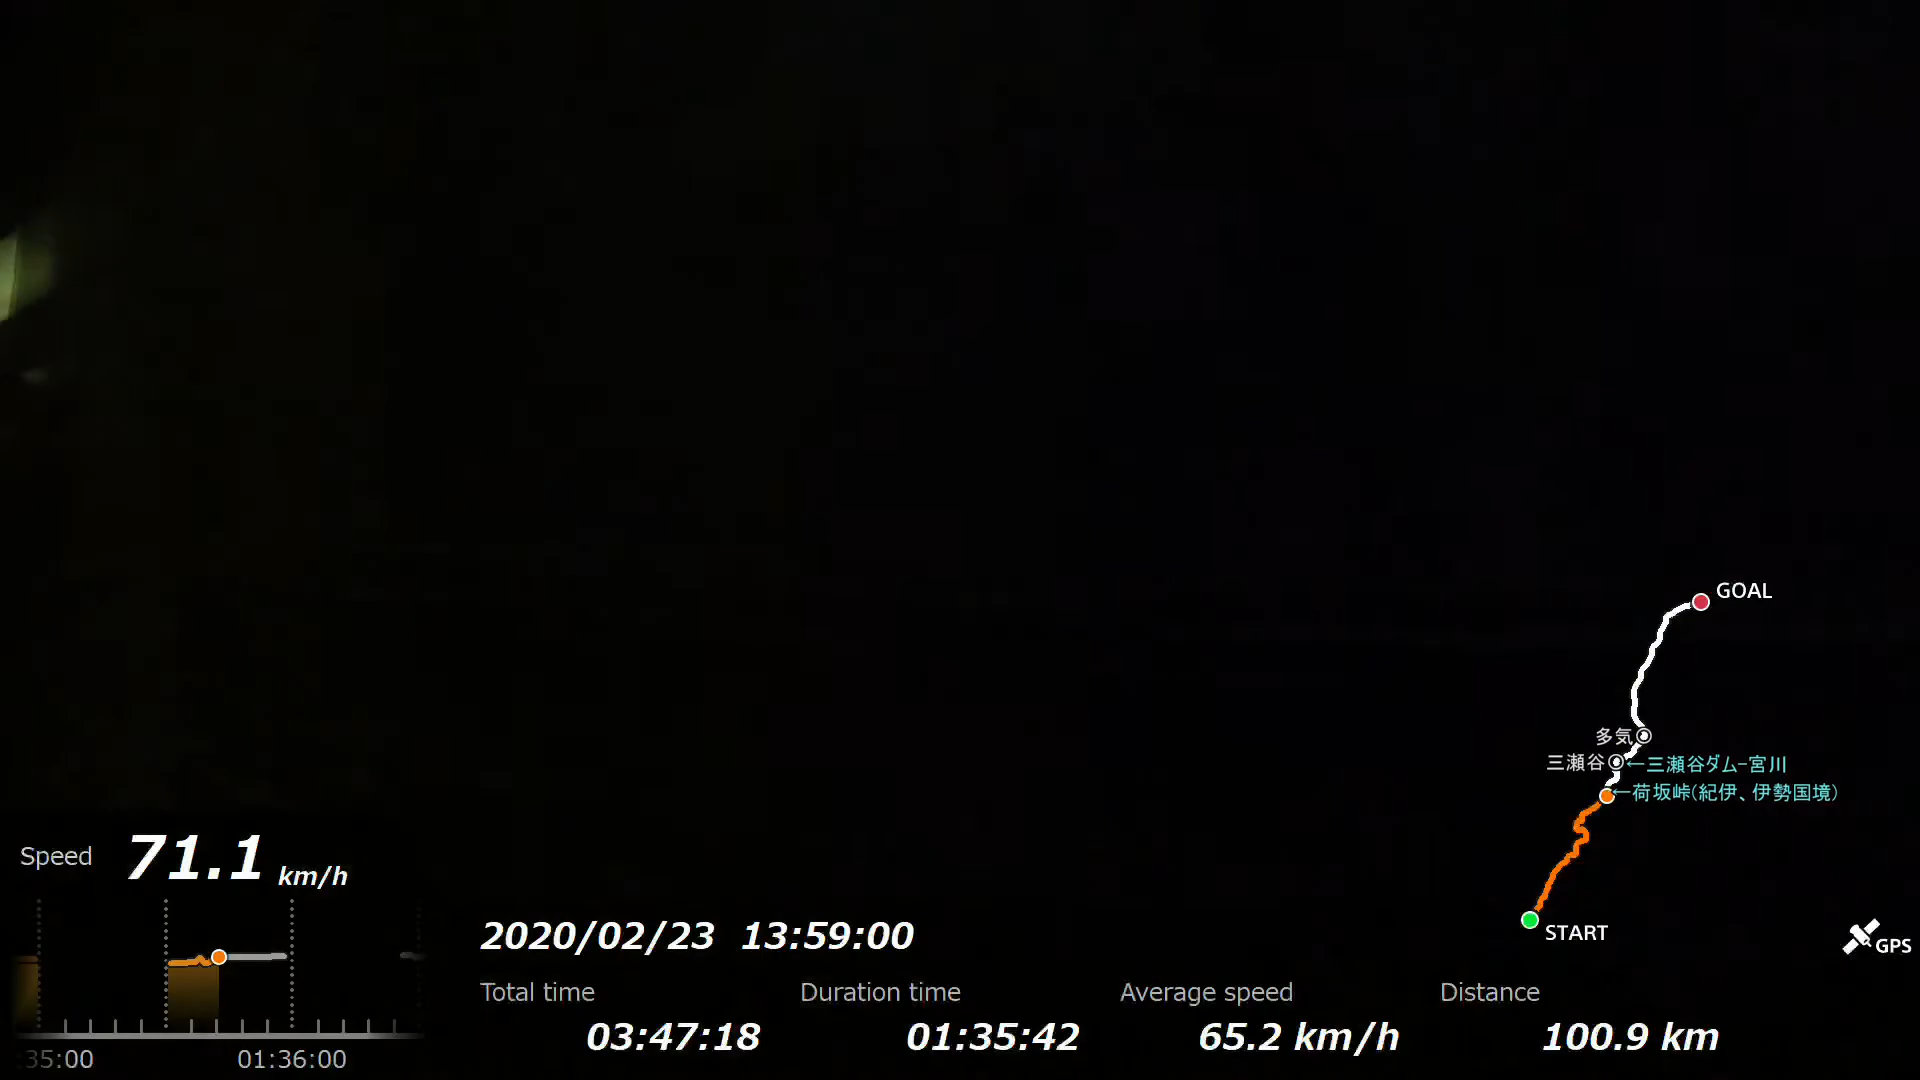 GOAL
多気
三瀬谷 ←三瀬谷ダム-宮川
←荷坂峠(紀伊、伊勢国境)
START
GPS
Speed 71.1 km/h
:35:00 01:36:00
2020/02/23 13:59:00
Total time Duration time Average speed Distance
03:47:18 01:35:42 65.2 km/h 100.9 km